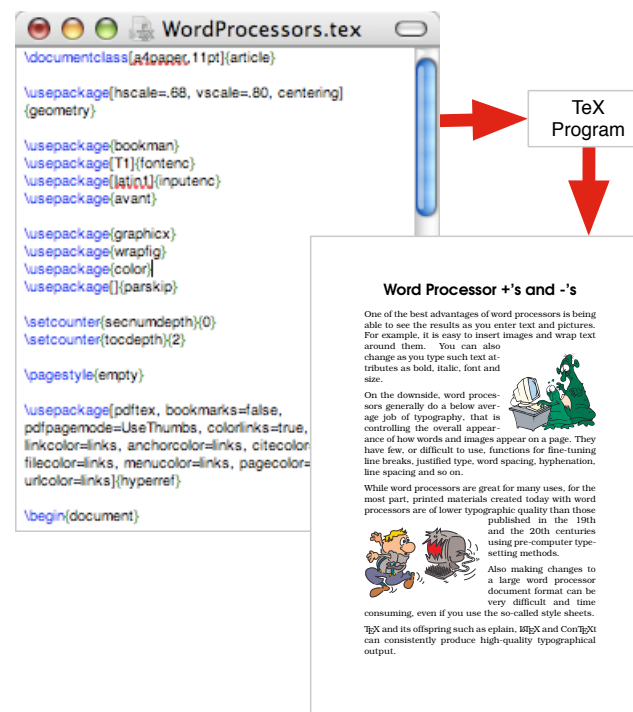 WordProcessors.tex
\documentclass[a4paper,11pt]{article}
\usepackage[hscale=.68, vscale=.80, centering]
{geometry}
\usepackage{bookman}
\usepackage[T1]{fontenc}
\usepackage[latin1]{inputenc}
\usepackage{avant}
\usepackage{graphicx}
\usepackage{wrapfig}
\usepackage{color}
\usepackage[]{parskip}
\setcounter{secnumdepth}{0}
\setcounter{tocdepth}{2}
\pagestyle{empty}
\usepackage[pdftex, bookmarks=false,
pdfpagemode=UseThumbs, colorlinks=true,
linkcolor=links, anchorcolor=links, citecolor
filecolor=links, menucolor=links, pagecolor=
urlcolor=links]{hyperref}
\begin{document}
TeX
Program
Word Processor +'s and -'s
One of the best advantages of word processors is being
able to see the results as you enter text and pictures.
For example, it is easy to insert images and wrap text
around them. You can also
change as you type such text at-
tributes as bold, italic, font and
size.
On the downside, word proces-
sors generally do a below aver-
age job of typography, that is
controlling the overall appear-
ance of how words and images appear on a page. They
have few, or difficult to use, functions for fine-tuning
line breaks, justified type, word spacing, hyphenation,
line spacing and so on.
While word processors are great for many uses, for the
most part, printed materials created today with word
processors are of lower typographic quality than those
published in the 19th
and the 20th centuries
using pre-computer type-
setting methods.
Also making changes to
a large word processor
document format can be
very difficult and time
consuming, even if you use the so-called style sheets.
TEX and its offspring such as eplain, LATEX and ConTEXt
can consistently produce high-quality typographical
output.